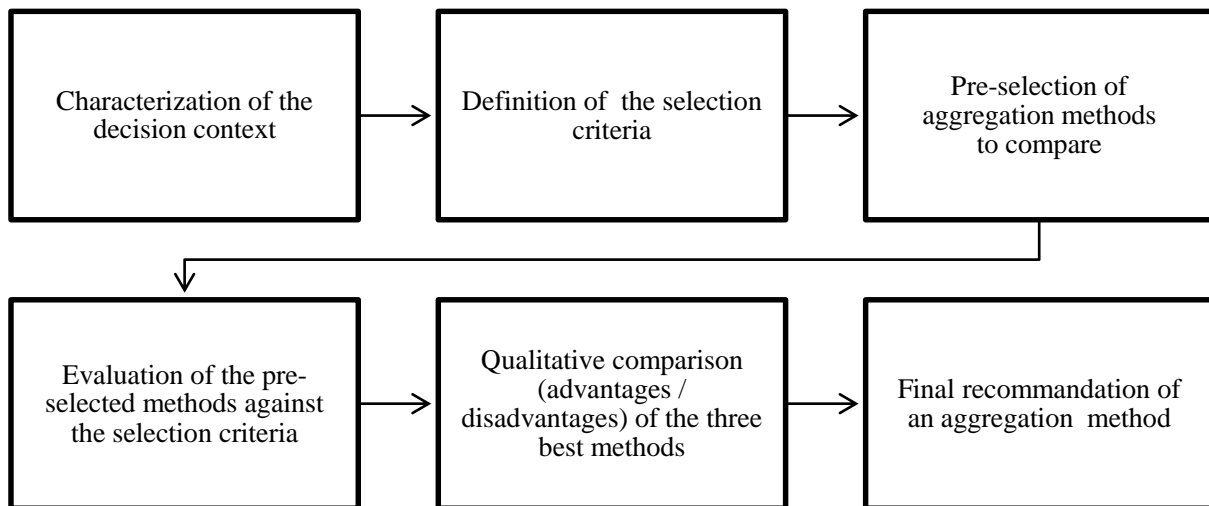 Characterization of the
decision context
Definition of  the selection
criteria
Pre-selection of
aggregation methods
to compare
Evaluation of the pre-
selected methods against
the selection criteria
Qualitative comparison
(advantages /
disadvantages) of the three
best methods
Final recommandation of
an aggregation  method